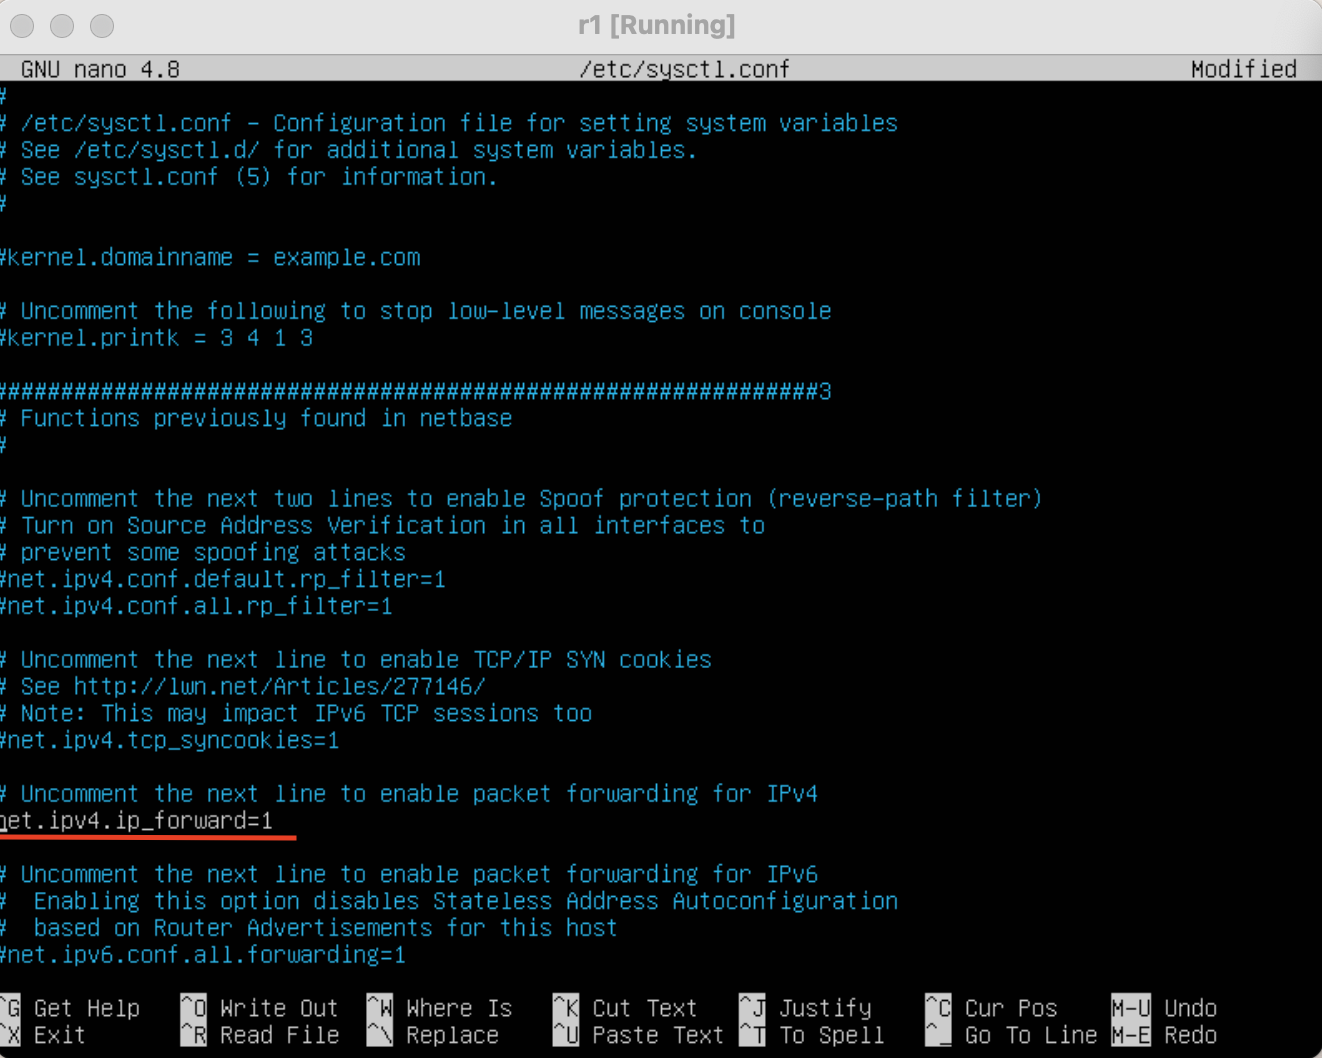 r1 [Running]
GNU nano 4.8 /etc/sysctl.conf Modified
#
# /etc/sysctl.conf - Configuration file for setting system variables
# See /etc/sysctl.d/ for additional system variables.
# See sysctl.conf (5) for information.
#
#kernel.domainname = example.com
# Uncomment the following to stop low-level messages on console
#kernel.printk = 3 4 1 3
##############################################################3
# Functions previously found in netbase
#
# Uncomment the next two lines to enable Spoof protection (reverse-path filter)
# Turn on Source Address Verification in all interfaces to
# prevent some spoofing attacks
#net.ipv4.conf.default.rp_filter=1
#net.ipv4.conf.all.rp_filter=1
# Uncomment the next line to enable TCP/IP SYN cookies
# See http://lwn.net/Articles/277146/
# Note: This may impact IPv6 TCP sessions too
#net.ipv4.tcp_syncookies=1
# Uncomment the next line to enable packet forwarding for IPv4
net.ipv4.ip_forward=1
# Uncomment the next line to enable packet forwarding for IPv6
#  Enabling this option disables Stateless Address Autoconfiguration
#  based on Router Advertisements for this host
#net.ipv6.conf.all.forwarding=1
^G Get Help ^O Write Out ^W Where Is ^K Cut Text ^J Justify ^C Cur Pos M-U Undo
^X Exit ^R Read File ^\ Replace ^U Paste Text ^T To Spell ^_ Go To Line M-E Redo